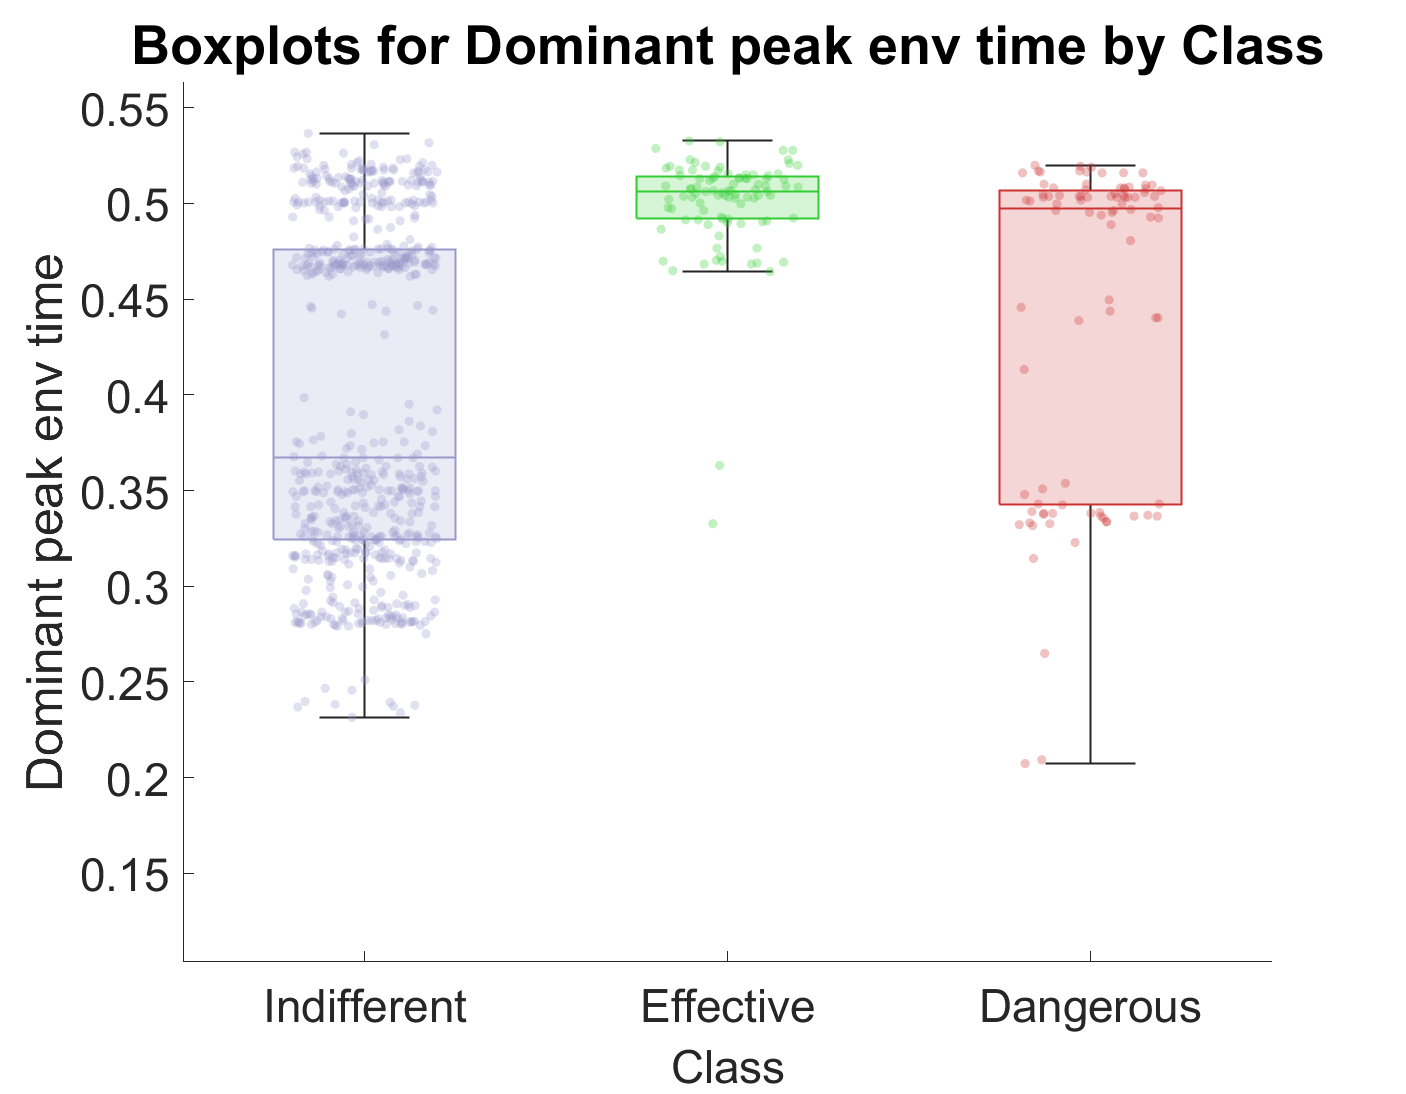 Boxplots for Dominant peak env time by Class
Dominant peak env time
0.55
0.5
0.45
0.4
0.35
0.3
0.25
0.2
0.15
Indifferent Effective Dangerous
Class